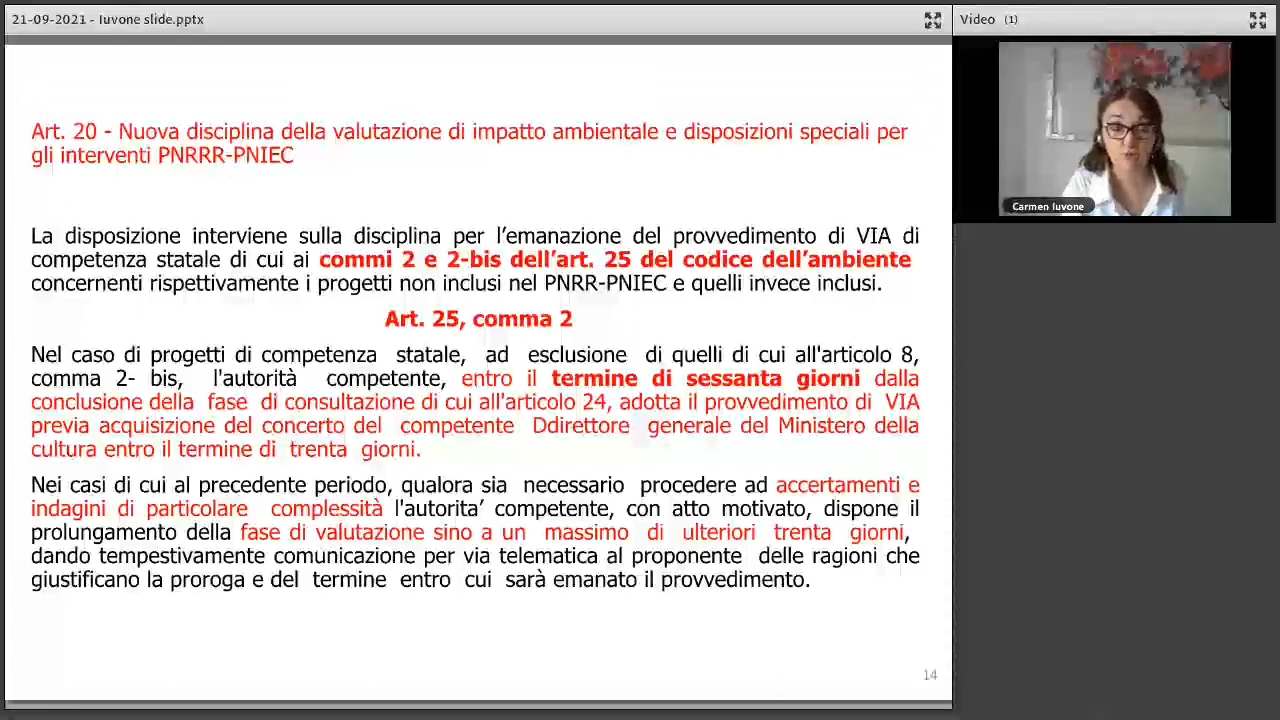 21-09-2021 - Iuvone slide.pptx
Video (1)
Carmen Iuvone
Art. 20 - Nuova disciplina della valutazione di impatto ambientale e disposizioni speciali per
gli interventi PNRRR-PNIEC
La disposizione interviene sulla disciplina per l’emanazione del provvedimento di VIA di
competenza statale di cui ai commi 2 e 2-bis dell’art. 25 del codice dell’ambiente
concernenti rispettivamente i progetti non inclusi nel PNRR-PNIEC e quelli invece inclusi.
Art. 25, comma 2
Nel caso di progetti di competenza statale, ad esclusione di quelli di cui all'articolo 8,
comma 2- bis, l'autorità competente, entro il termine di sessanta giorni dalla
conclusione della fase di consultazione di cui all'articolo 24, adotta il provvedimento di VIA
previa acquisizione del concerto del competente Ddirettore generale del Ministero della
cultura entro il termine di trenta giorni.
Nei casi di cui al precedente periodo, qualora sia necessario procedere ad accertamenti e
indagini di particolare complessità l'autorita’ competente, con atto motivato, dispone il
prolungamento della fase di valutazione sino a un massimo di ulteriori trenta giorni,
dando tempestivamente comunicazione per via telematica al proponente delle ragioni che
giustificano la proroga e del termine entro cui sarà emanato il provvedimento.
14